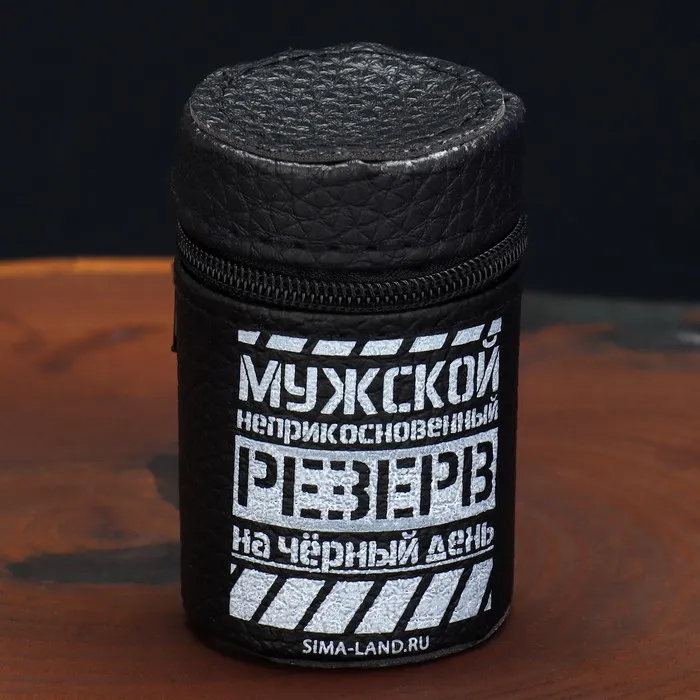 МУЖСКОЙ
неприкосновенный
РЕЗЕРВ
на чёрный день
SIMA-LAND.RU